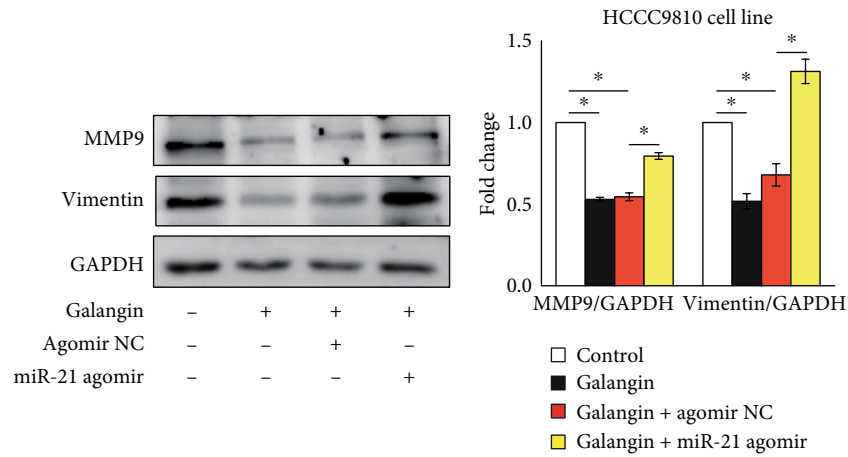 MMP9
Vimentin
GAPDH
Galangin – + + +
Agomir NC – – + –
miR-21 agomir – – – +
HCCC9810 cell line
Fold change
1.5
1.0
0.5
0.0
* * * * * *
MMP9/GAPDH Vimentin/GAPDH
Control
Galangin
Galangin + agomir NC
Galangin + miR-21 agomir